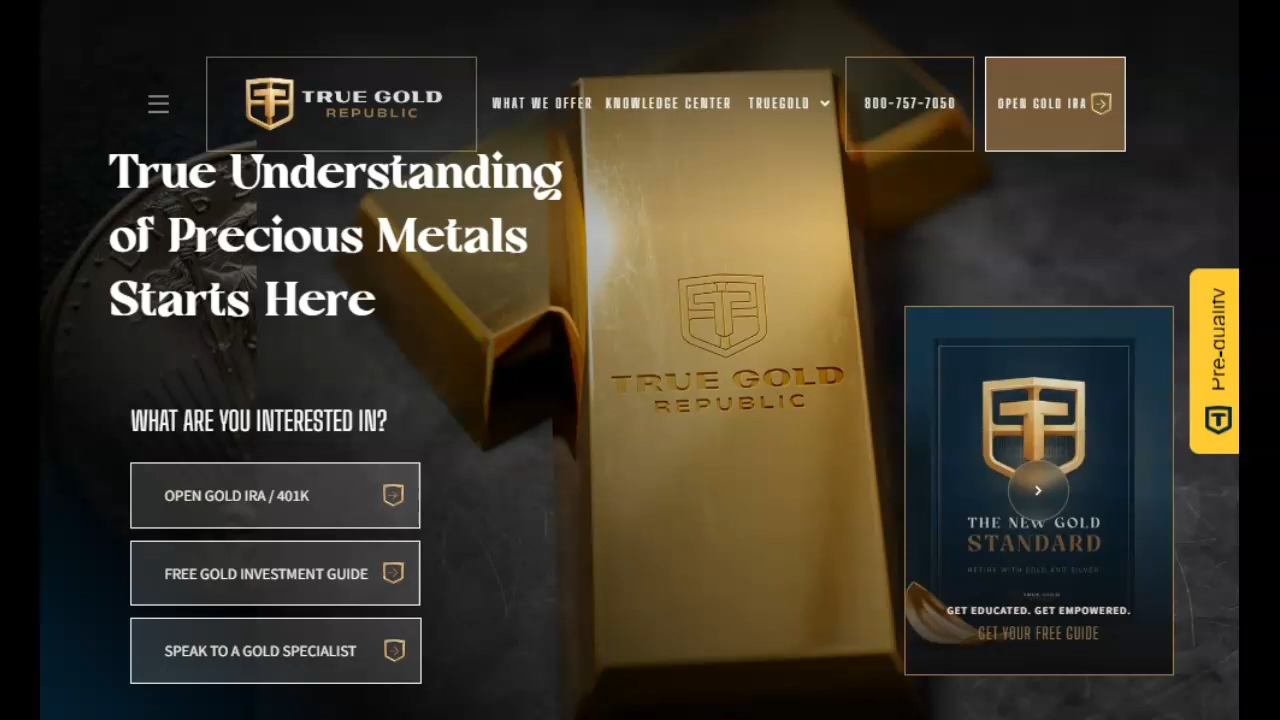 TRUE GOLD
REPUBLIC
WHAT WE OFFER
KNOWLEDGE CENTER
TRUEGOLD
800-757-7050
OPEN GOLD IRA
True Understanding
of Precious Metals
Starts Here
WHAT ARE YOU INTERESTED IN?
OPEN GOLD IRA / 401K
FREE GOLD INVESTMENT GUIDE
SPEAK TO A GOLD SPECIALIST
TRUE GOLD
REPUBLIC
THE NEW GOLD
STANDARD
RETIRE WITH GOLD AND SILVER
TRUE GOLD
GET EDUCATED. GET EMPOWERED.
GET YOUR FREE GUIDE
Pre-qualify